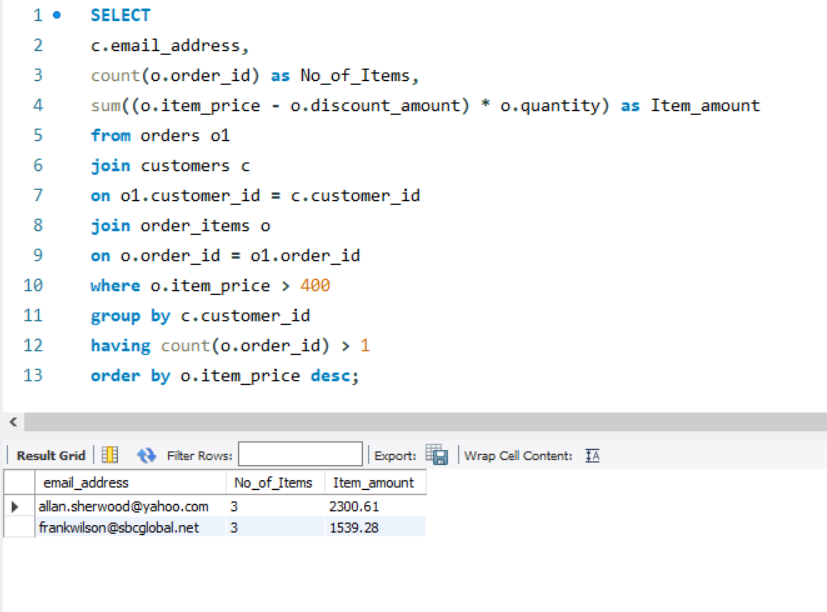 1 SELECT
2 c.email_address,
3 count(o.order_id) as No_of_Items,
4 sum((o.item_price - o.discount_amount) * o.quantity) as Item_amount
5 from orders o1
6 join customers c
7 on o1.customer_id = c.customer_id
8 join order_items o
9 on o.order_id = o1.order_id
10 where o.item_price > 400
11 group by c.customer_id
12 having count(o.order_id) > 1
13 order by o.item_price desc;
Result Grid Filter Rows: Export: Wrap Cell Content: IA
email_address No_of_Items Item_amount
allan.sherwood@yahoo.com 3 2300.61
frankwilson@sbcglobal.net 3 1539.28